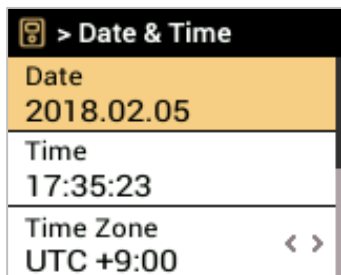 > Date & Time
Date
2018.02.05
Time
17:35:23
Time Zone
UTC +9:00
< >